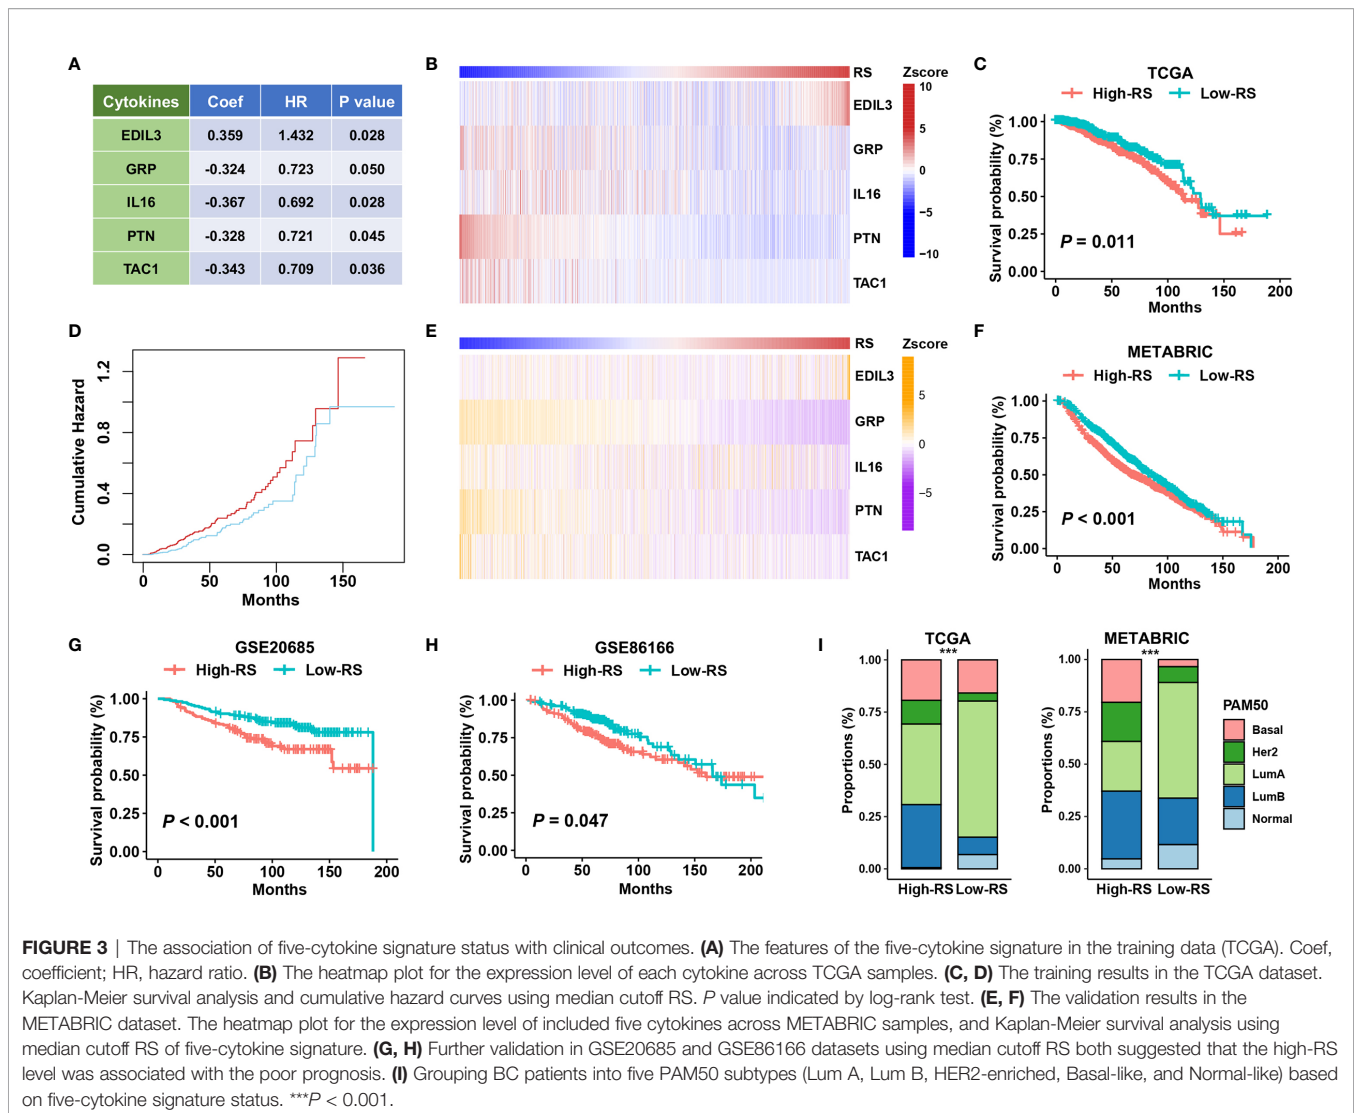 A
Cytokines Coef HR P value
EDIL3 0.359 1.432 0.028
GRP -0.324 0.723 0.050
IL16 -0.367 0.692 0.028
PTN -0.328 0.721 0.045
TAC1 -0.343 0.709 0.036
B
RS
EDIL3
GRP
IL16
PTN
TAC1
Zscore
10
5
0
−5
−10
C
TCGA
High-RS Low-RS
Survival probability (%)
1.00
0.75
0.50
0.25
0.00
P = 0.011
0 50 100 150 200
Months
D
Cumulative Hazard
1.2
0.8
0.4
0.0
0 50 100 150
Months
E
RS
EDIL3
GRP
IL16
PTN
TAC1
Zscore
5
0
−5
F
METABRIC
High-RS Low-RS
Survival probability (%)
1.00
0.75
0.50
0.25
0.00
P < 0.001
0 50 100 150 200
Months
G
GSE20685
High-RS Low-RS
Survival probability (%)
1.00
0.75
0.50
0.25
0.00
P < 0.001
0 50 100 150 200
Months
H
GSE86166
High-RS Low-RS
Survival probability (%)
1.00
0.75
0.50
0.25
0.00
P = 0.047
0 50 100 150 200
Months
I
TCGA
***
Proportions (%)
1.00
0.75
0.50
0.25
0.00
High-RS Low-RS
METABRIC
***
Proportions (%)
1.00
0.75
0.50
0.25
0.00
High-RS Low-RS
PAM50
Basal
Her2
LumA
LumB
Normal
FIGURE 3 | The association of five-cytokine signature status with clinical outcomes. (A) The features of the five-cytokine signature in the training data (TCGA). Coef,
coefficient; HR, hazard ratio. (B) The heatmap plot for the expression level of each cytokine across TCGA samples. (C, D) The training results in the TCGA dataset.
Kaplan-Meier survival analysis and cumulative hazard curves using median cutoff RS. P value indicated by log-rank test. (E, F) The validation results in the
METABRIC dataset. The heatmap plot for the expression level of included five cytokines across METABRIC samples, and Kaplan-Meier survival analysis using
median cutoff RS of five-cytokine signature. (G, H) Further validation in GSE20685 and GSE86166 datasets using median cutoff RS both suggested that the high-RS
level was associated with the poor prognosis. (I) Grouping BC patients into five PAM50 subtypes (Lum A, Lum B, HER2-enriched, Basal-like, and Normal-like) based
on five-cytokine signature status. ***P < 0.001.